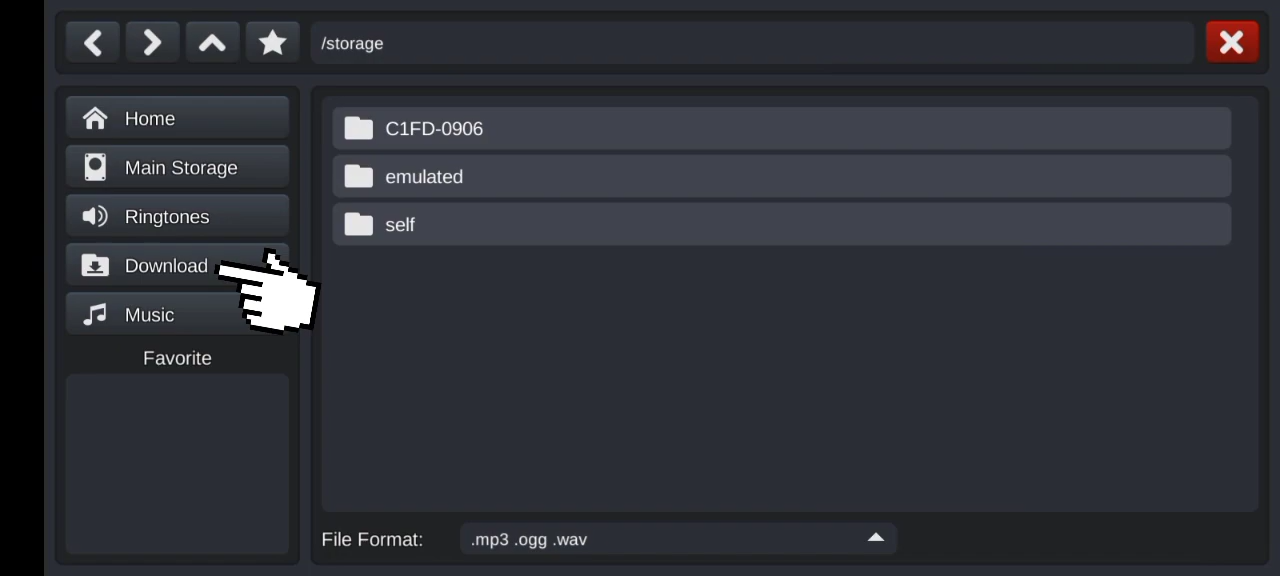 /storage
Home
Main Storage
Ringtones
Download
Music
Favorite
C1FD-0906
emulated
self
File Format:
.mp3 .ogg .wav